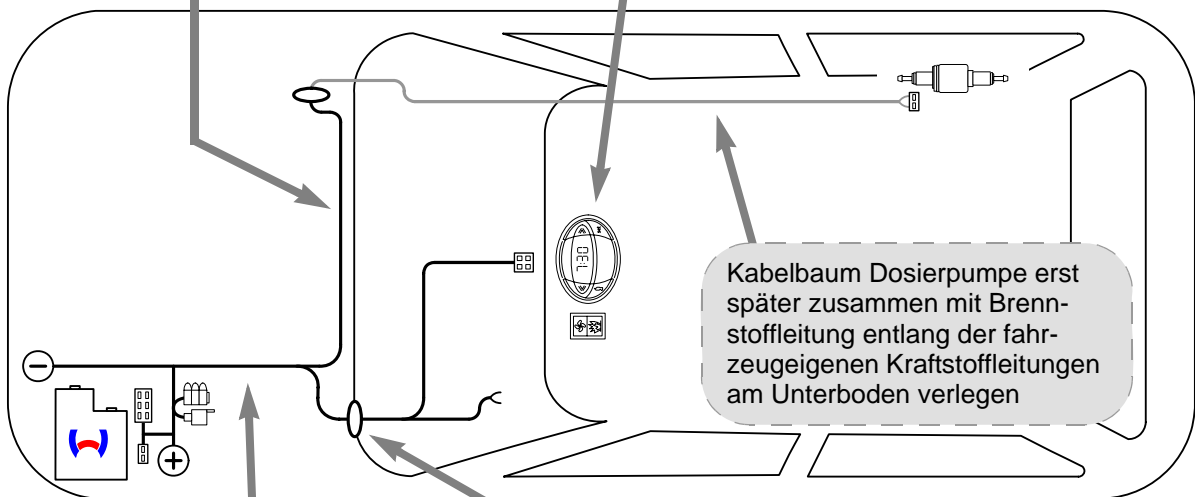 Kabelbaum Dosierpumpe erst
später zusammen mit Brenn-
stoffleitung entlang der fahr-
zeugeigenen Kraftstoffleitungen
am Unterboden verlegen